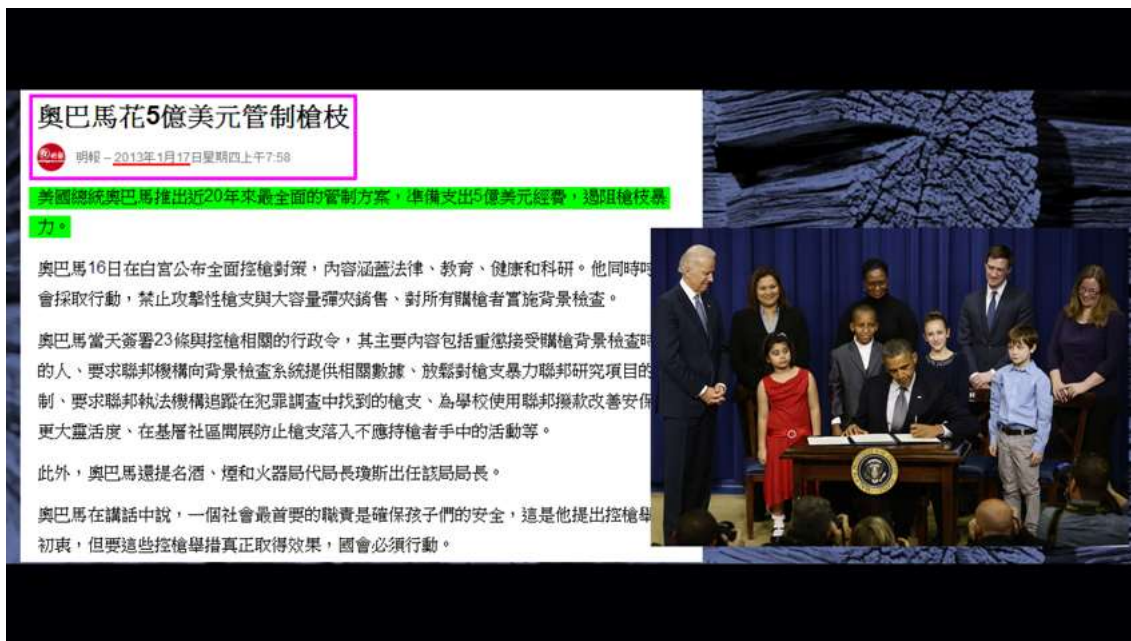 奧巴馬花5億美元管制槍枝
明報 – 2013年1月17日星期四上午7:58
美國總統奧巴馬推出近20年來最全面的管制方案，準備支出5億美元經費，遏阻槍枝暴
力。
奧巴馬16日在白宮公布全面控槍對策，內容涵蓋法律、教育、健康和科研。他同時
會採取行動，禁止攻擊性槍支與大容量彈夾銷售、對所有購槍者實施背景檢查。
奧巴馬當天簽署23條與控槍相關的行政令，其主要內容包括重懲接受購槍背景檢查時
的人、要求聯邦機構向背景檢查系統提供相關數據、放鬆對槍支暴力聯邦研究項目的
制、要求聯邦執法機構追蹤在犯罪調查中找到的槍支、為學校使用聯邦撥款改善安保
更大靈活度、在基層社區開展防止槍支落入不應持槍者手中的活動等。
此外，奧巴馬還提名酒、煙和火器局代局長瓊斯出任該局局長。
奧巴馬在講話中說，一個社會最首要的職責是確保孩子們的安全，這是他提出控槍舉
初衷，但要這些控槍舉措真正取得效果，國會必須行動。